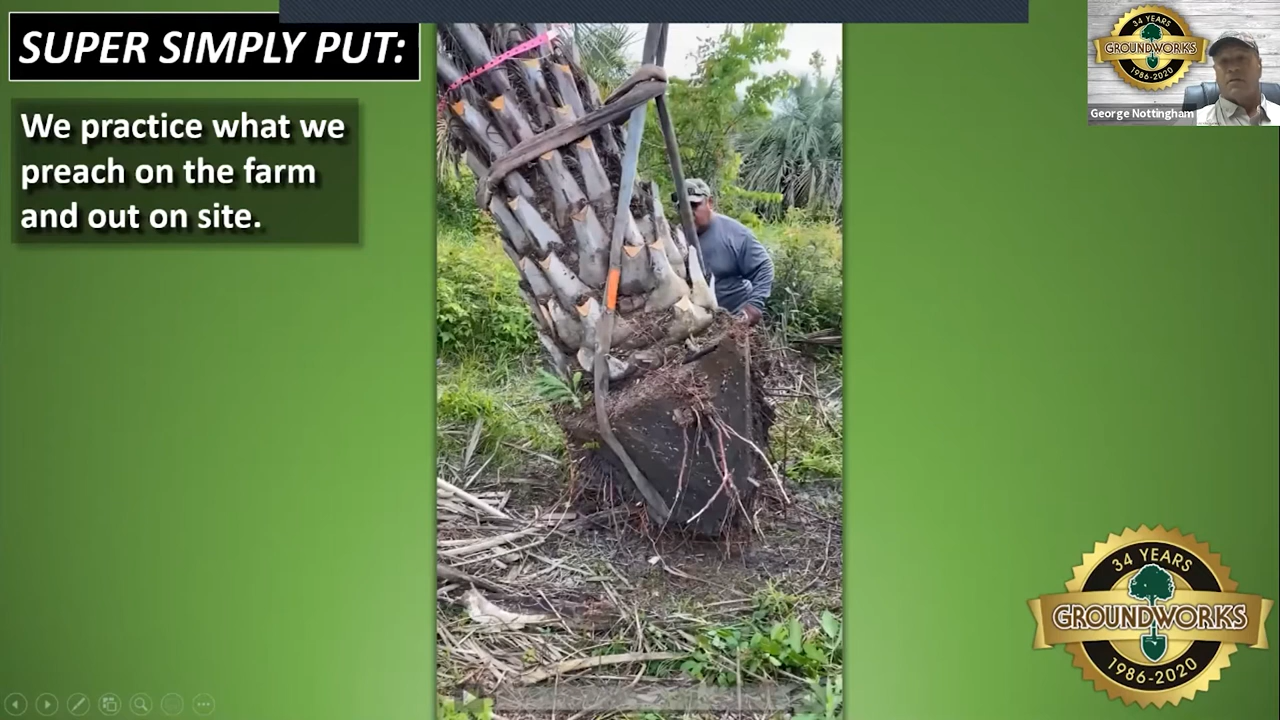 SUPER SIMPLY PUT:
We practice what we
preach on the farm
and out on site.
34 YEARS
GROUNDWORKS
1986-2020
George Nottingham
34 YEARS
GROUNDWORKS
1986-2020